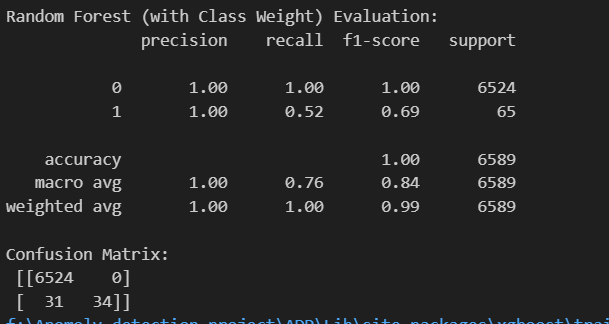 Random Forest (with Class Weight) Evaluation:
precision recall f1-score support
0 1.00 1.00 1.00 6524
1 1.00 0.52 0.69 65
accuracy 1.00 6589
macro avg 1.00 0.76 0.84 6589
weighted avg 1.00 1.00 0.99 6589
Confusion Matrix:
[[6524 0]
[ 31 34]]